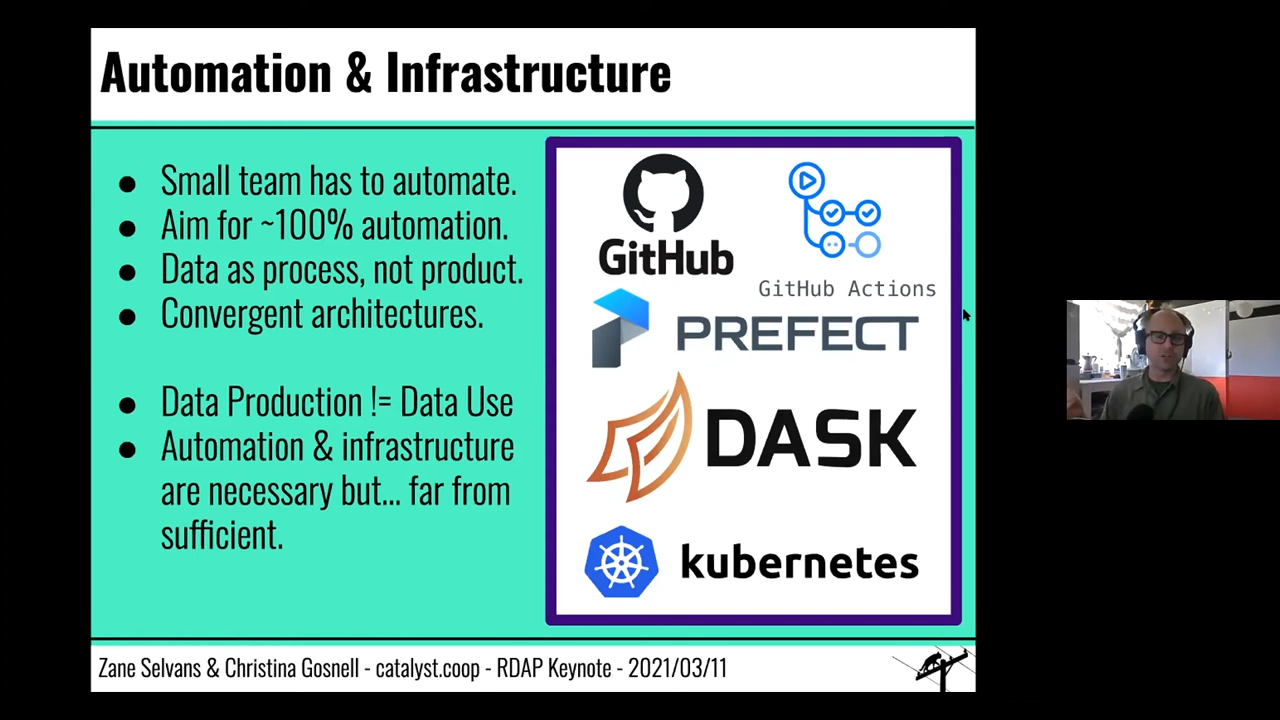 Automation & Infrastructure
● Small team has to automate.
● Aim for ~100% automation.
● Data as process, not product.
● Convergent architectures.
● Data Production != Data Use
● Automation & infrastructure
are necessary but... far from
sufficient.
GitHub
GitHub Actions
PREFECT
DASK
kubernetes
Zane Selvans & Christina Gosnell - catalyst.coop - RDAP Keynote - 2021/03/11